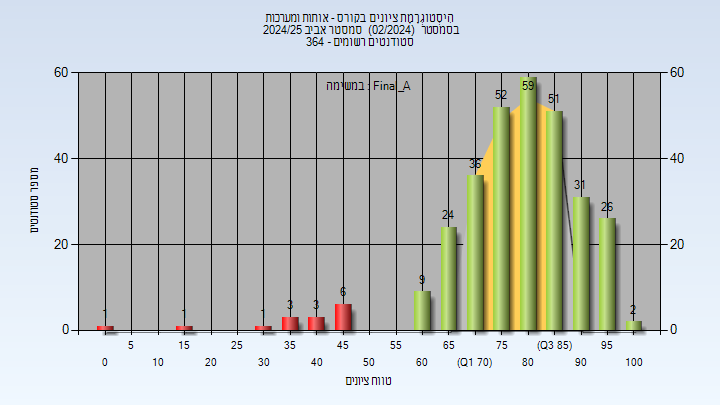 היסטוגרמת ציונים בקורס - אותות ומערכות
בסמסטר (02/2024) סמסטר אביב 2024/25
סטודנטים רשומים - 364
במשימה : Final_A
מספר סטודנטים
60 60
40 40
20 20
0 0
1 1 1 3 3 6 9 24 36 52 59 51 31 26 2
5 15 25 35 45 55 65 75 (Q3 85) 95
0 10 20 30 40 50 60 (Q1 70) 80 90 100
טווח ציונים